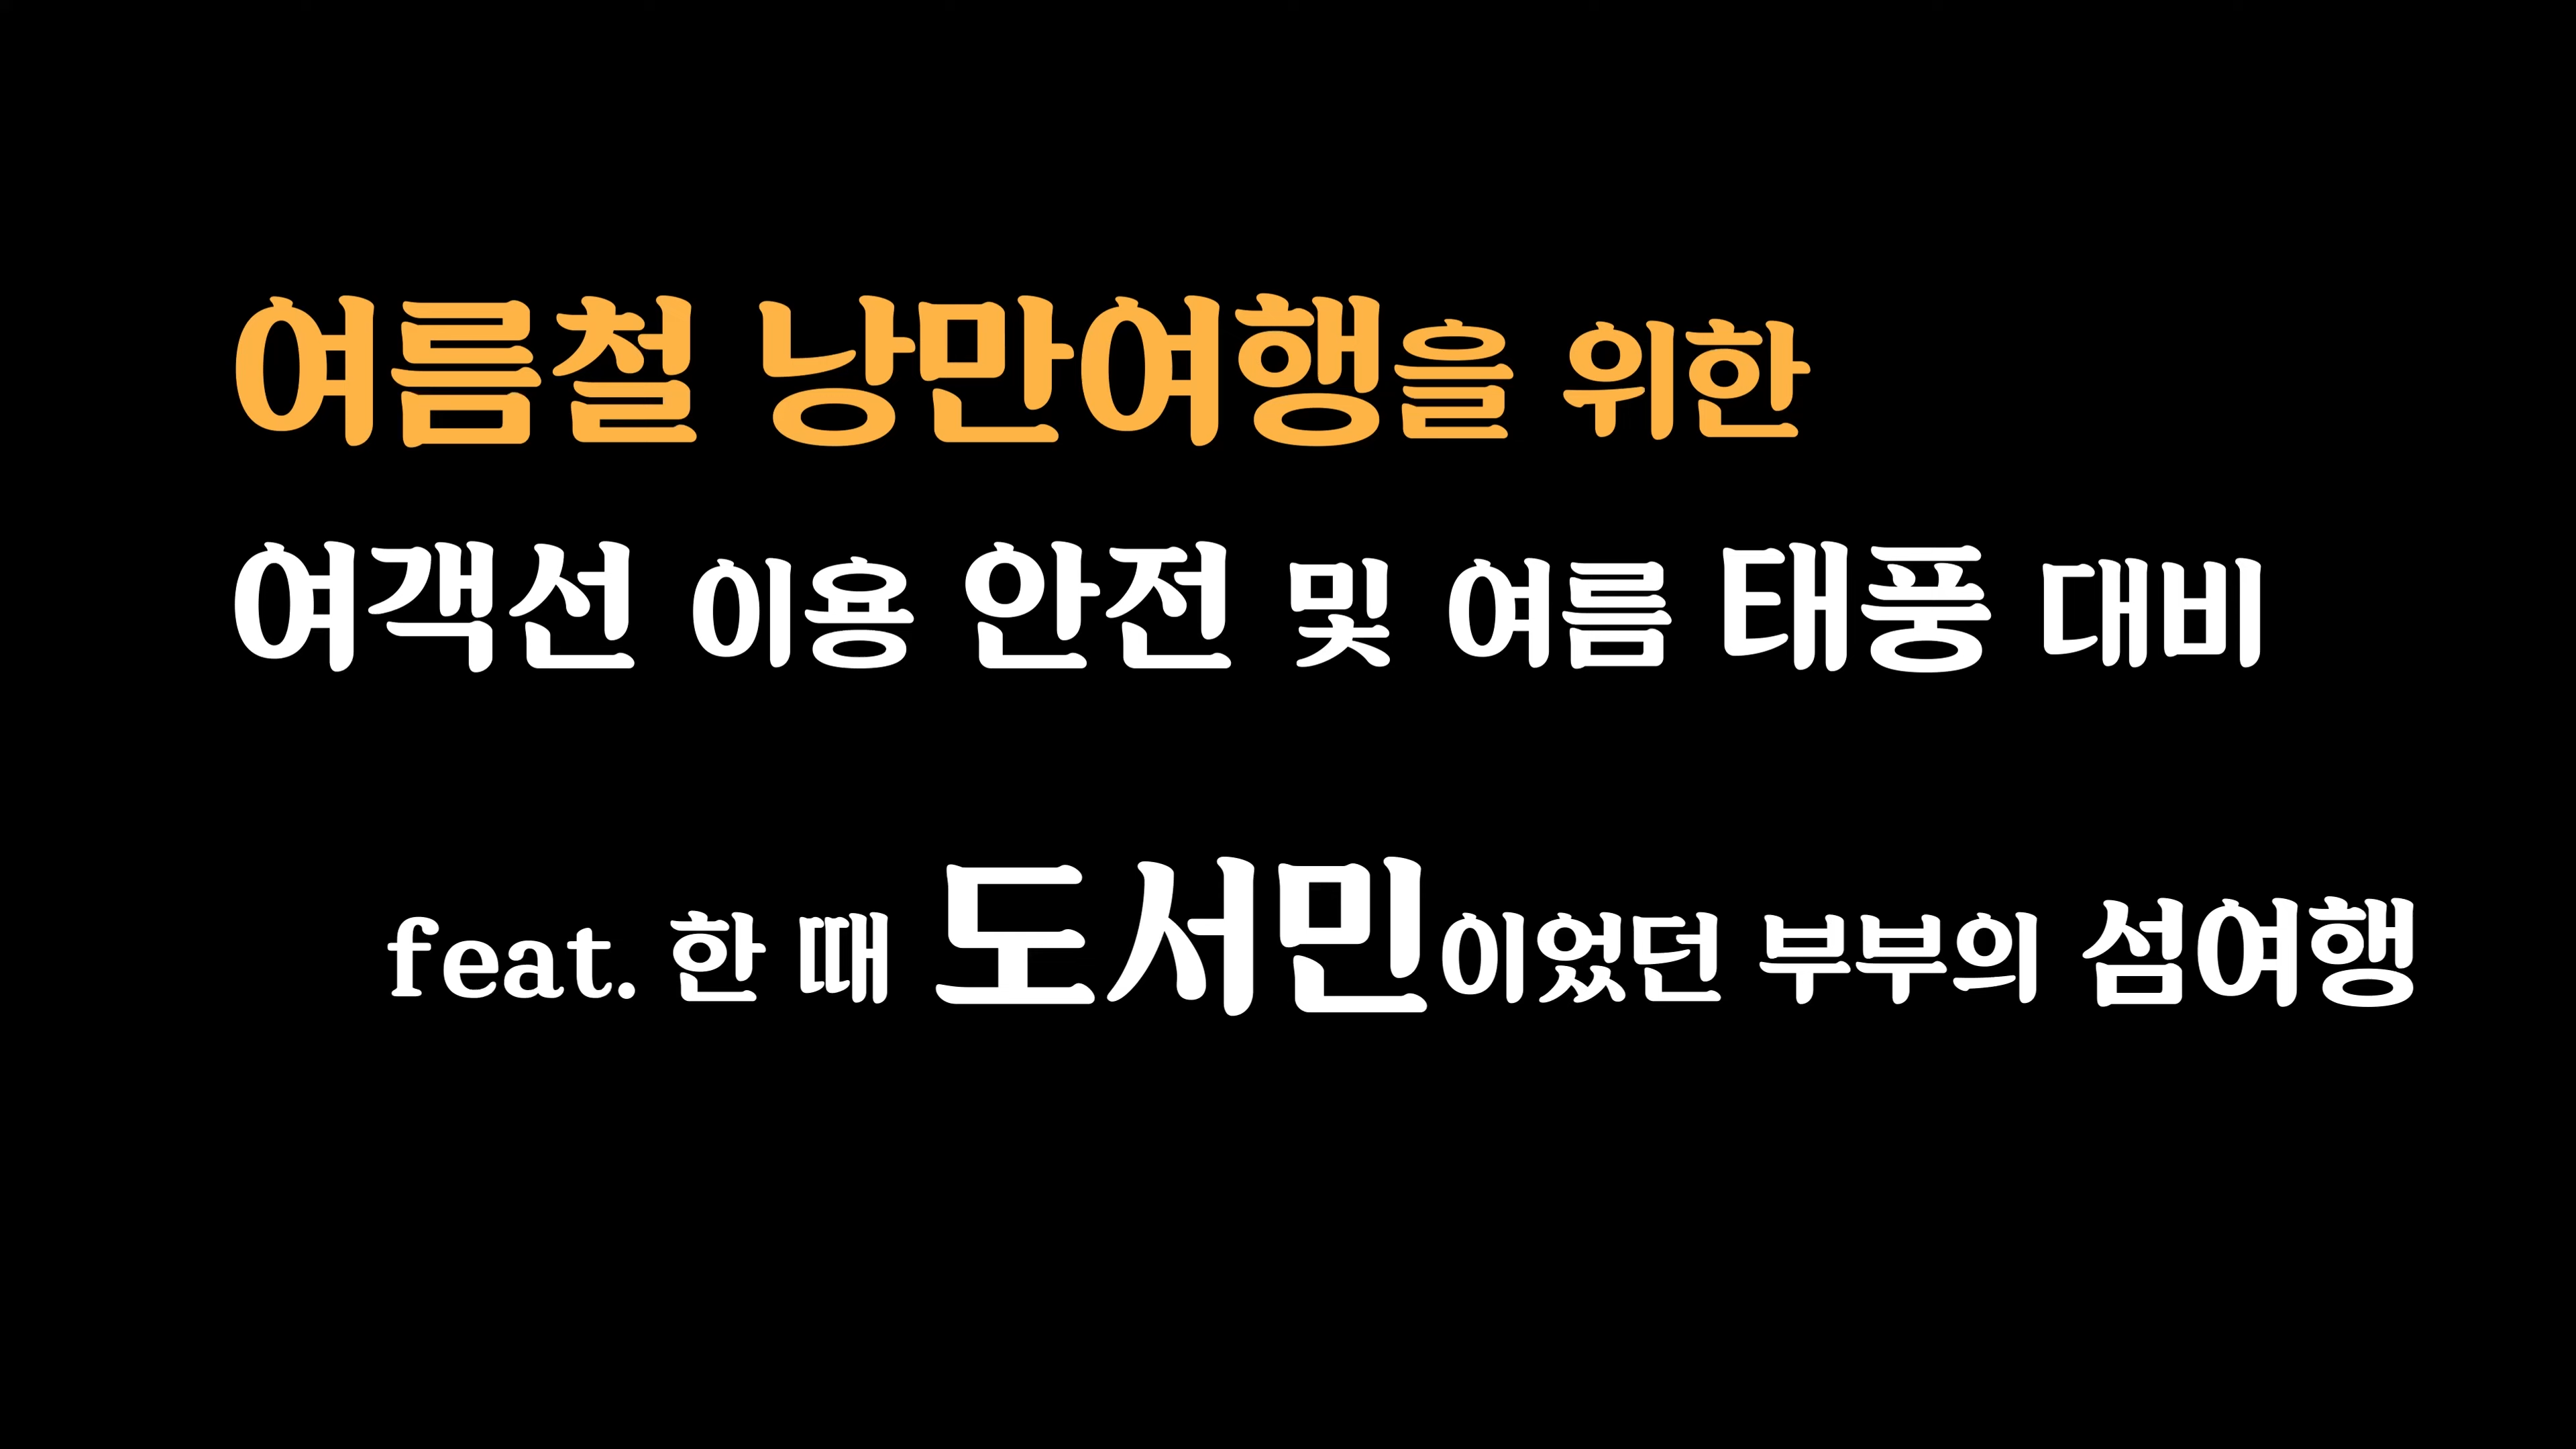 여름철 낭만여행을 위한
여객선 이용 안전 및 여름 태풍 대비
feat. 한 때 도서민이었던 부부의 섬여행